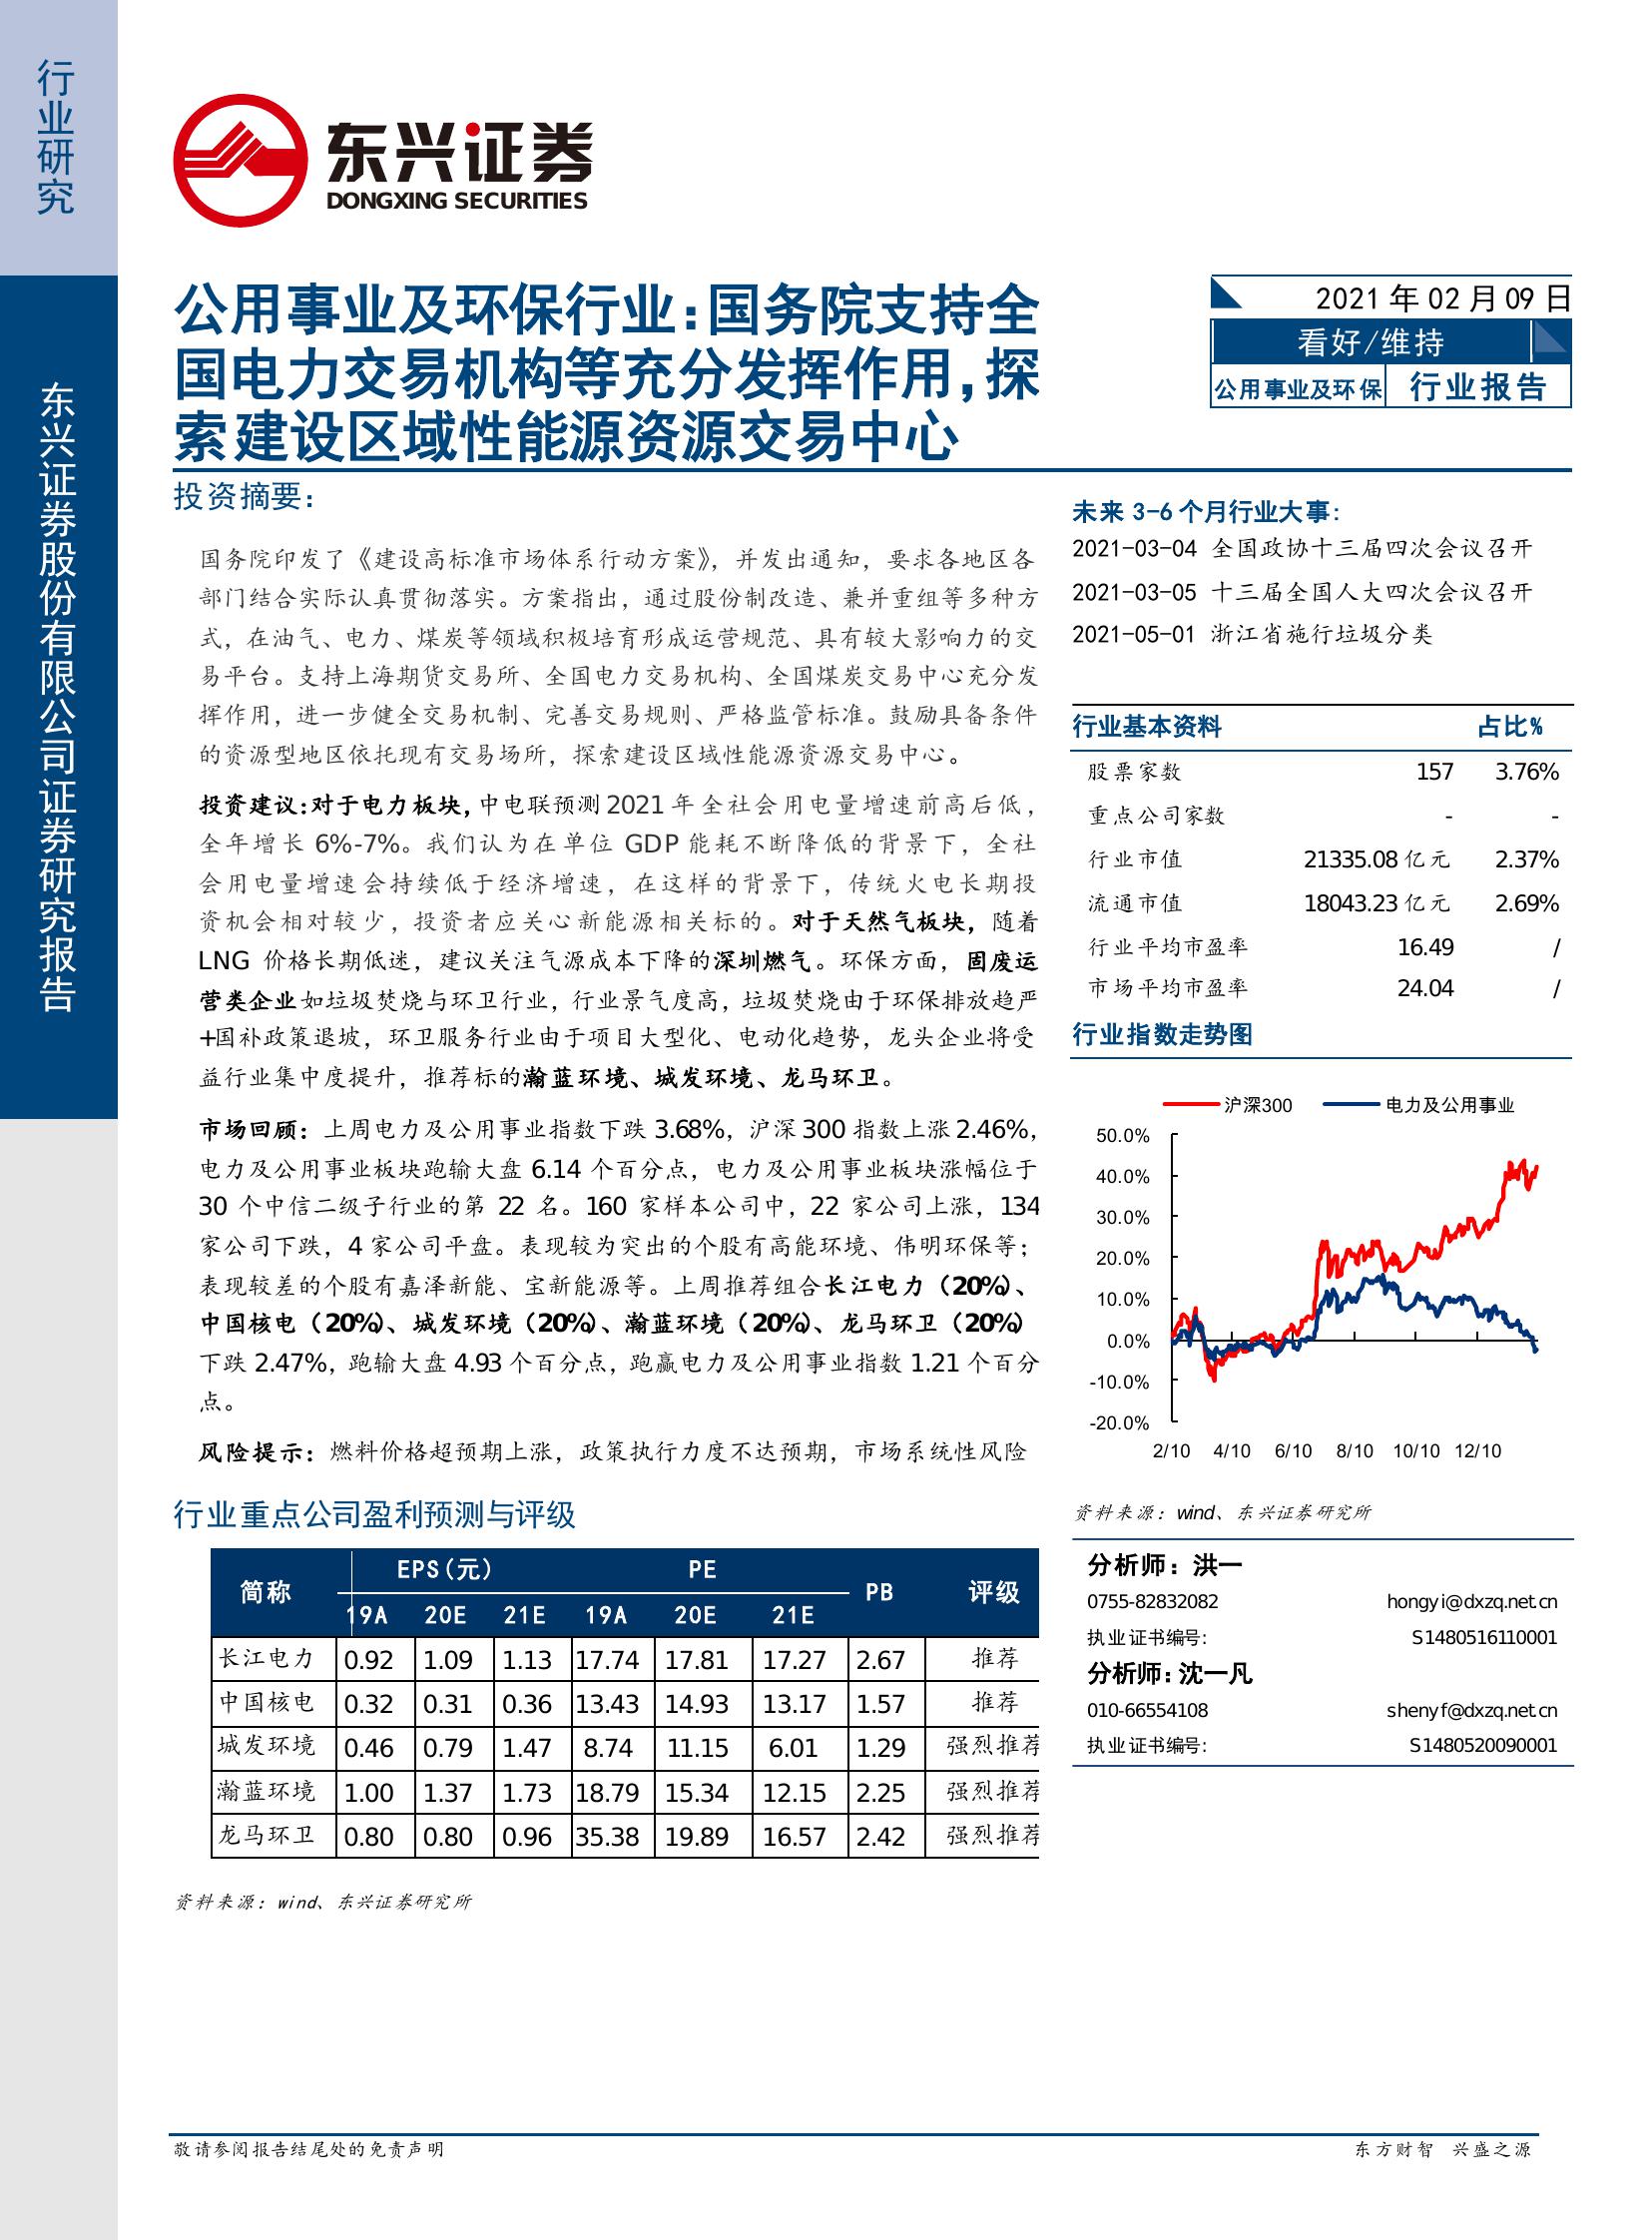 行业研究
东兴证券股份有限公司证券研究报告
东兴证券
DONGXING SECURITIES
公用事业及环保行业:国务院支持全
国电力交易机构等充分发挥作用,探
索建设区域性能源资源交易中心
2021 年 02 月 09 日
看好/维持
公用事业及环保 行业报告
投资摘要:
国务院印发了《建设高标准市场体系行动方案》,并发出通知,要求各地区各
部门结合实际认真贯彻落实。方案指出,通过股份制改造、兼并重组等多种方
式,在油气、电力、煤炭等领域积极培育形成运营规范、具有较大影响力的交
易平台。支持上海期货交易所、全国电力交易机构、全国煤炭交易中心充分发
挥作用,进一步健全交易机制、完善交易规则、严格监管标准。鼓励具备条件
的资源型地区依托现有交易场所,探索建设区域性能源资源交易中心。
投资建议:对于电力板块,中电联预测 2021 年全社会用电量增速前高后低,
全年增长 6%-7%。我们认为在单位 GDP 能耗不断降低的背景下,全社
会用电量增速会持续低于经济增速,在这样的背景下,传统火电长期投
资机会相对较少,投资者应关心新能源相关标的。对于天然气板块,随着
LNG 价格长期低迷,建议关注气源成本下降的深圳燃气。环保方面,固废运
营类企业如垃圾焚烧与环卫行业,行业景气度高,垃圾焚烧由于环保排放趋严
+国补政策退坡,环卫服务行业由于项目大型化、电动化趋势,龙头企业将受
益行业集中度提升,推荐标的瀚蓝环境、城发环境、龙马环卫。
市场回顾:上周电力及公用事业指数下跌 3.68%,沪深 300 指数上涨 2.46%,
电力及公用事业板块跑输大盘 6.14 个百分点,电力及公用事业板块涨幅位于
30 个中信二级子行业的第 22 名。160 家样本公司中,22 家公司上涨,134
家公司下跌,4 家公司平盘。表现较为突出的个股有高能环境、伟明环保等;
表现较差的个股有嘉泽新能、宝新能源等。上周推荐组合长江电力(20%)、
中国核电(20%)、城发环境(20%)、瀚蓝环境(20%)、龙马环卫(20%)
下跌 2.47%,跑输大盘 4.93 个百分点,跑赢电力及公用事业指数 1.21 个百分
点。
风险提示:燃料价格超预期上涨,政策执行力度不达预期,市场系统性风险
行业重点公司盈利预测与评级
简称 EPS(元) PE PB 评级
19A 20E 21E 19A 20E 21E
长江电力 0.92 1.09 1.13 17.74 17.81 17.27 2.67 推荐
中国核电 0.32 0.31 0.36 13.43 14.93 13.17 1.57 推荐
城发环境 0.46 0.79 1.47 8.74 11.15 6.01 1.29 强烈推荐
瀚蓝环境 1.00 1.37 1.73 18.79 15.34 12.15 2.25 强烈推荐
龙马环卫 0.80 0.80 0.96 35.38 19.89 16.57 2.42 强烈推荐
资料来源:wind、东兴证券研究所
未来 3-6 个月行业大事:
2021-03-04 全国政协十三届四次会议召开
2021-03-05 十三届全国人大四次会议召开
2021-05-01 浙江省施行垃圾分类
行业基本资料 占比%
股票家数 157 3.76%
重点公司家数 - -
行业市值 21335.08 亿元 2.37%
流通市值 18043.23 亿元 2.69%
行业平均市盈率 16.49 /
市场平均市盈率 24.04 /
行业指数走势图
沪深300 电力及公用事业
50.0%
40.0%
30.0%
20.0%
10.0%
0.0%
-10.0%
-20.0%
2/10 4/10 6/10 8/10 10/10 12/10
资料来源:wind、东兴证券研究所
分析师:洪一
0755-82832082 hongyi@dxzq.net.cn
执业证书编号: S1480516110001
分析师:沈一凡
010-66554108 shenyf@dxzq.net.cn
执业证书编号: S1480520090001
敬请参阅报告结尾处的免责声明
东方财智 兴盛之源